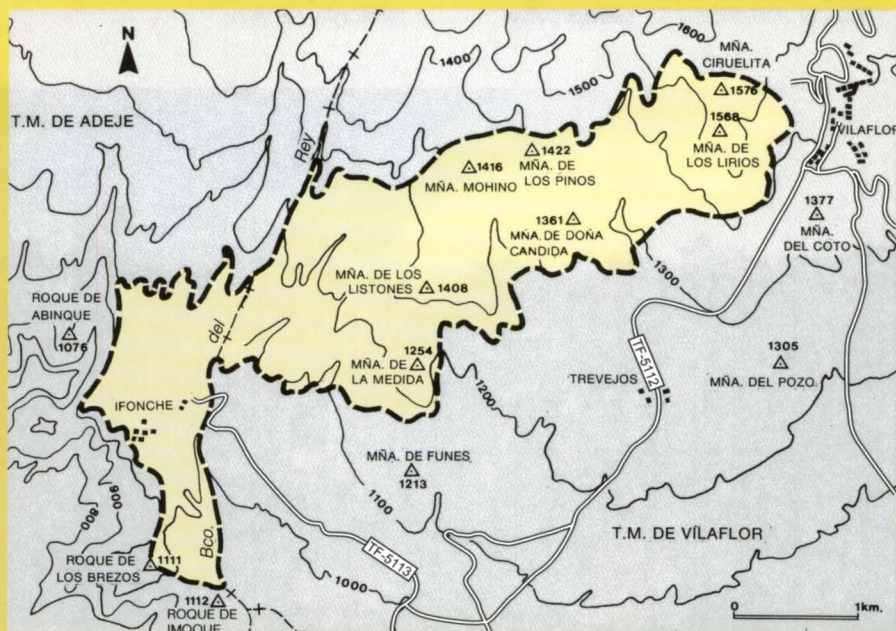 N
1600
MÑA.
CIRUELITA
1576
1400
1500
T.M. DE ADEJE
VILAFLOR
1568
MÑA. DE
LOS LIRIOS
Rey
1422
MÑA. DE
LOS PINOS
1416
MÑA. MOHINO
1377
MÑA.
DEL COTO
1361
MÑA. DE DOÑA
CANDIDA
1300
MÑA. DE LOS
LISTONES
1408
ROQUE DE
ABINQUE
1076
del
TF-5112
1305
MÑA. DEL POZO
1254
MÑA. DE
LA MEDIDA
TREVEJOS
1200
IFONCHE
MÑA. DE FUNES
1213
1100
900
800
T.M. DE VÍLAFLOR
Bco.
TF-5113
ROQUE DE
LOS BREZOS
1111
1000
1112
ROQUE DE
IMOQUE
0
1km.